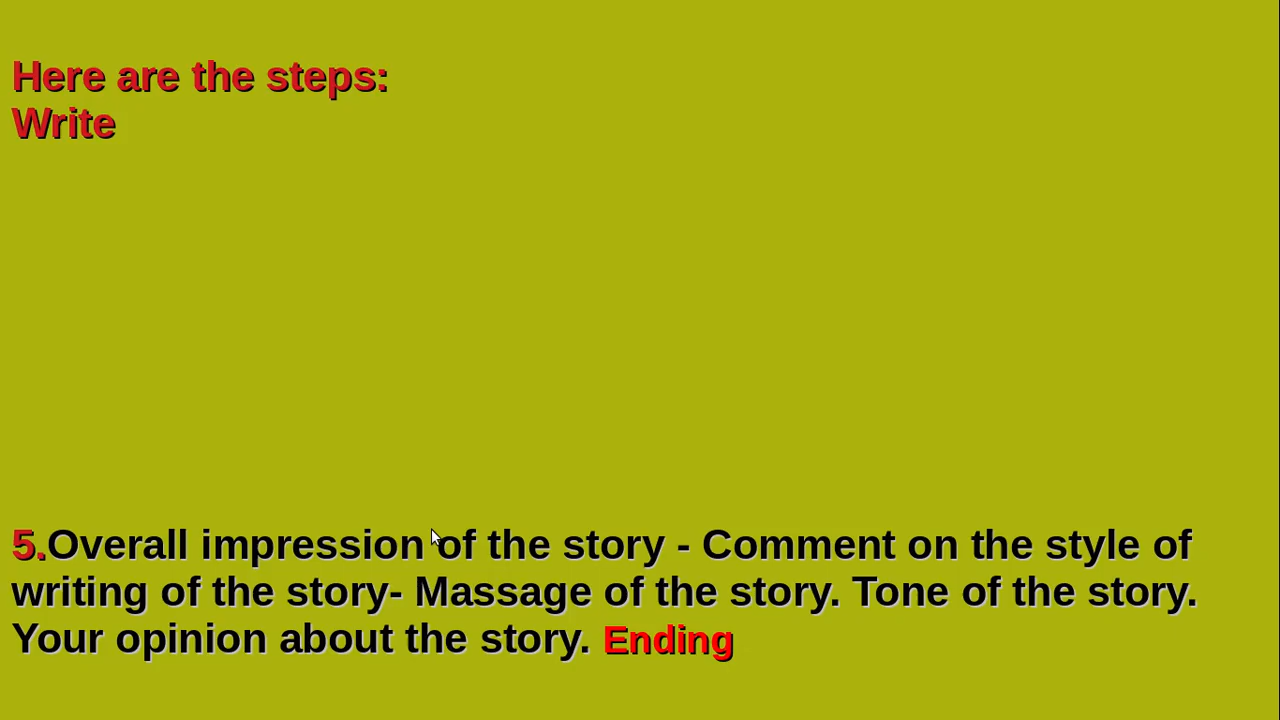 Here are the steps:
Write
5.Overall impression of the story - Comment on the style of
writing of the story- Massage of the story. Tone of the story.
Your opinion about the story. Ending